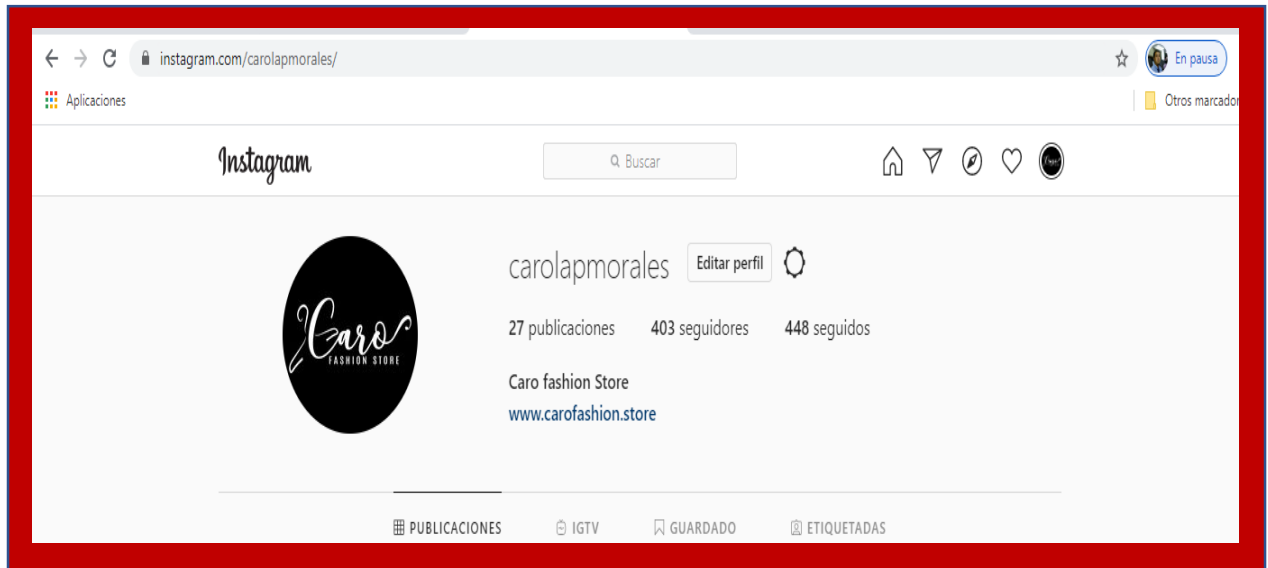 instagram.com/carolapmorales/
En pausa
Aplicaciones
Otros marcador
Instagram
Buscar
Caro
FASHION STORE
carolapmorales Editar perfil
27 publicaciones 403 seguidores 448 seguidos
Caro fashion Store
www.carofashion.store
PUBLICACIONES IGTV GUARDADO ETIQUETADAS